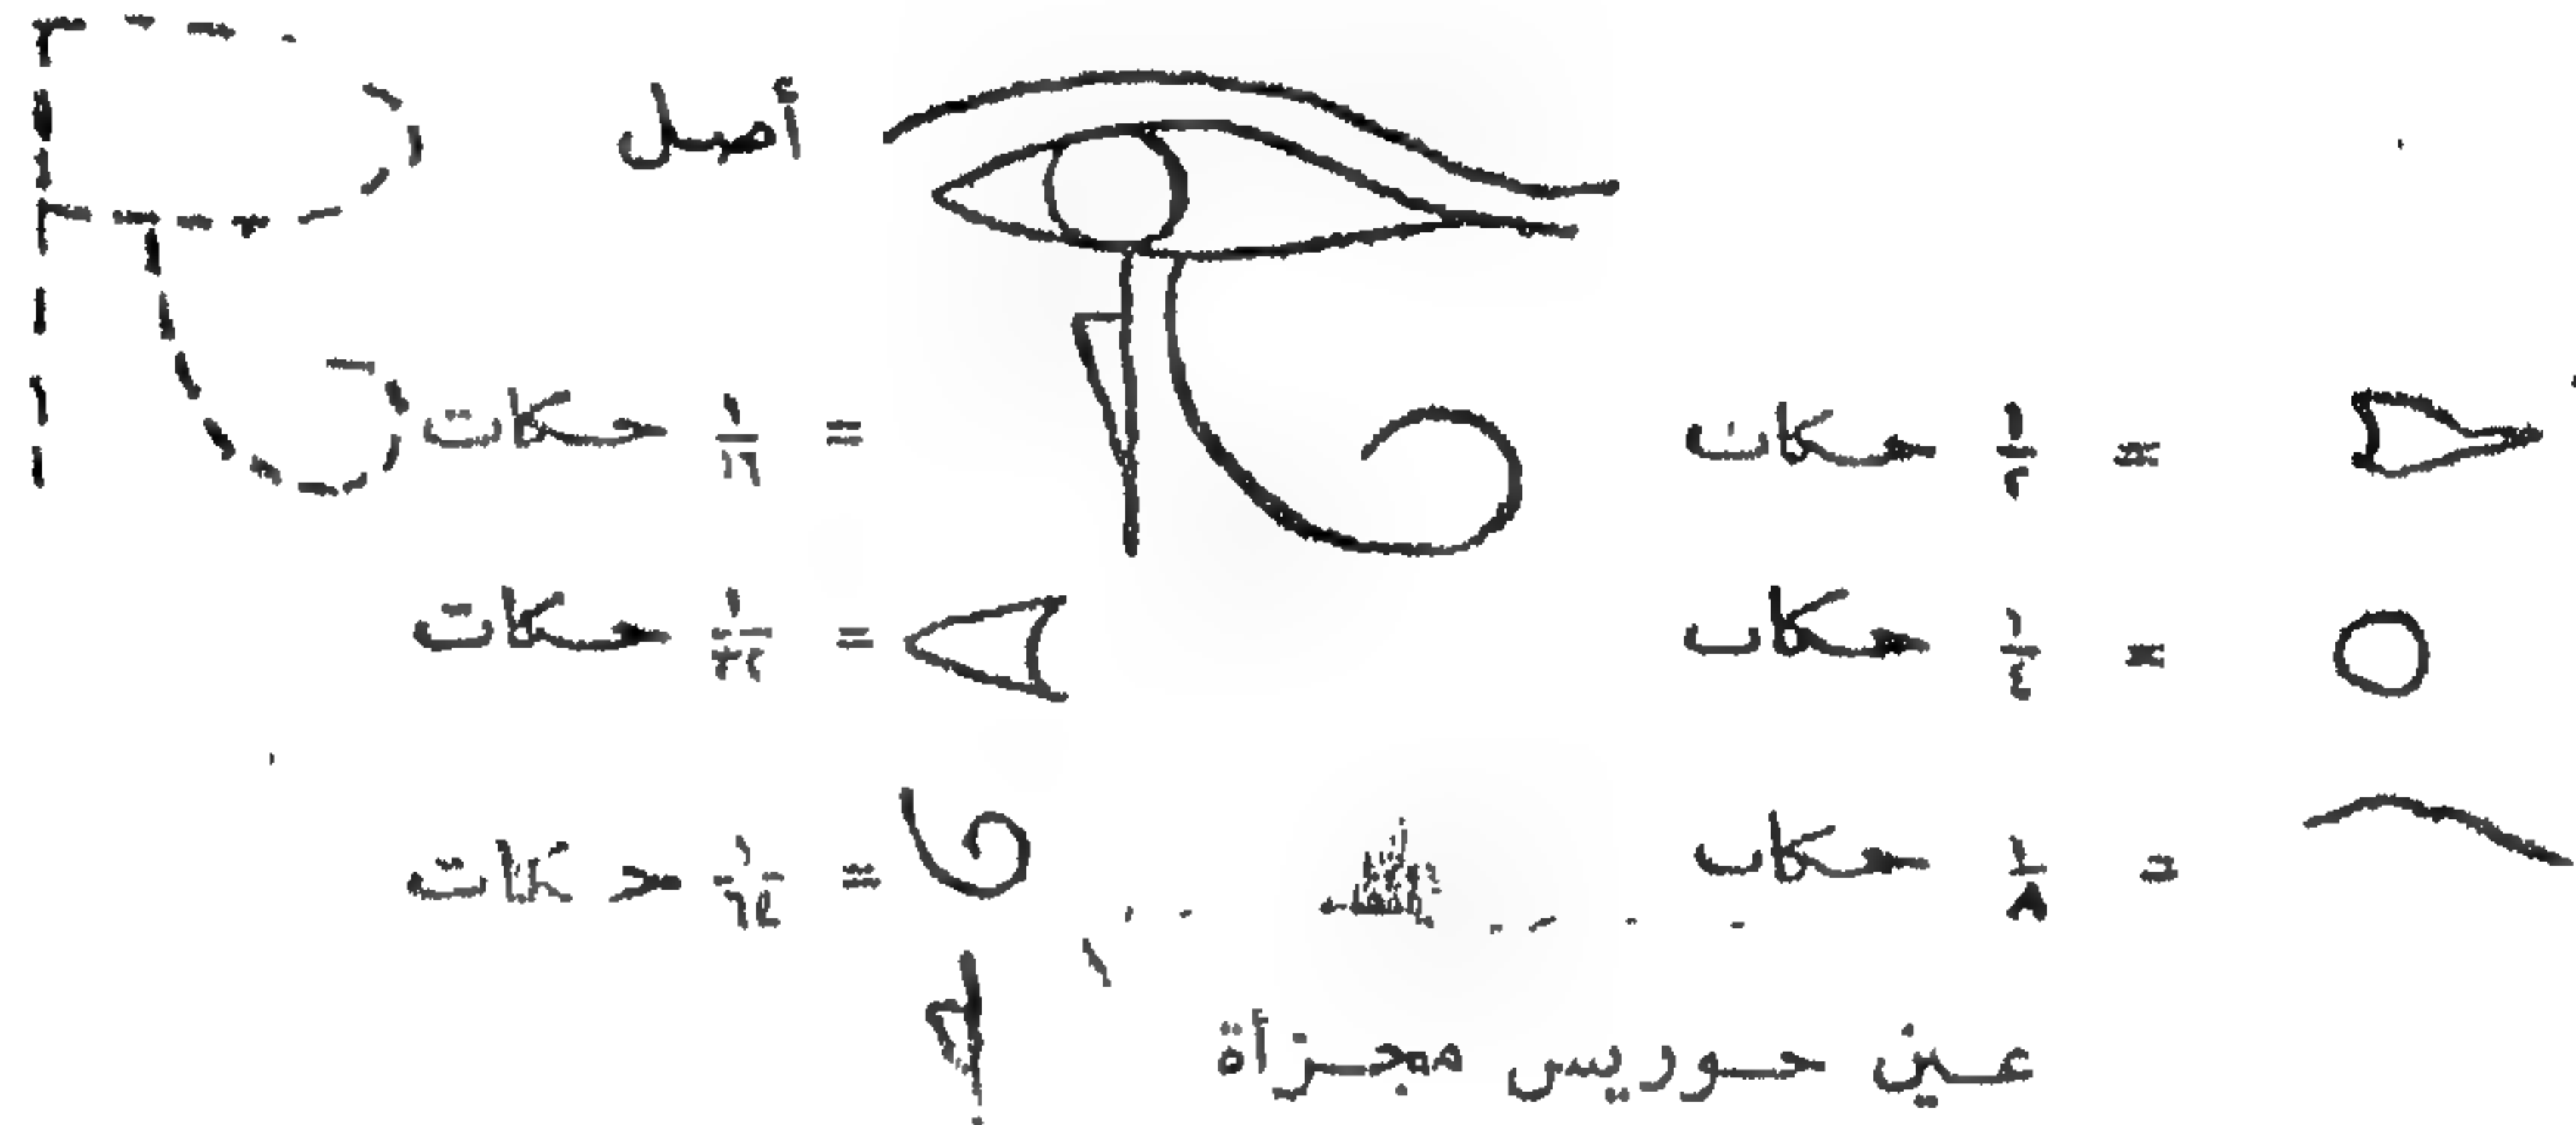 أصل
= ١/٢ حكات
= ١/١٦ حكات
= ١/٤ حكات
= ١/٣٢ حكات
= ١/٨ حكات
= ١/٦٤ حكات
عين حوريس مجزأة